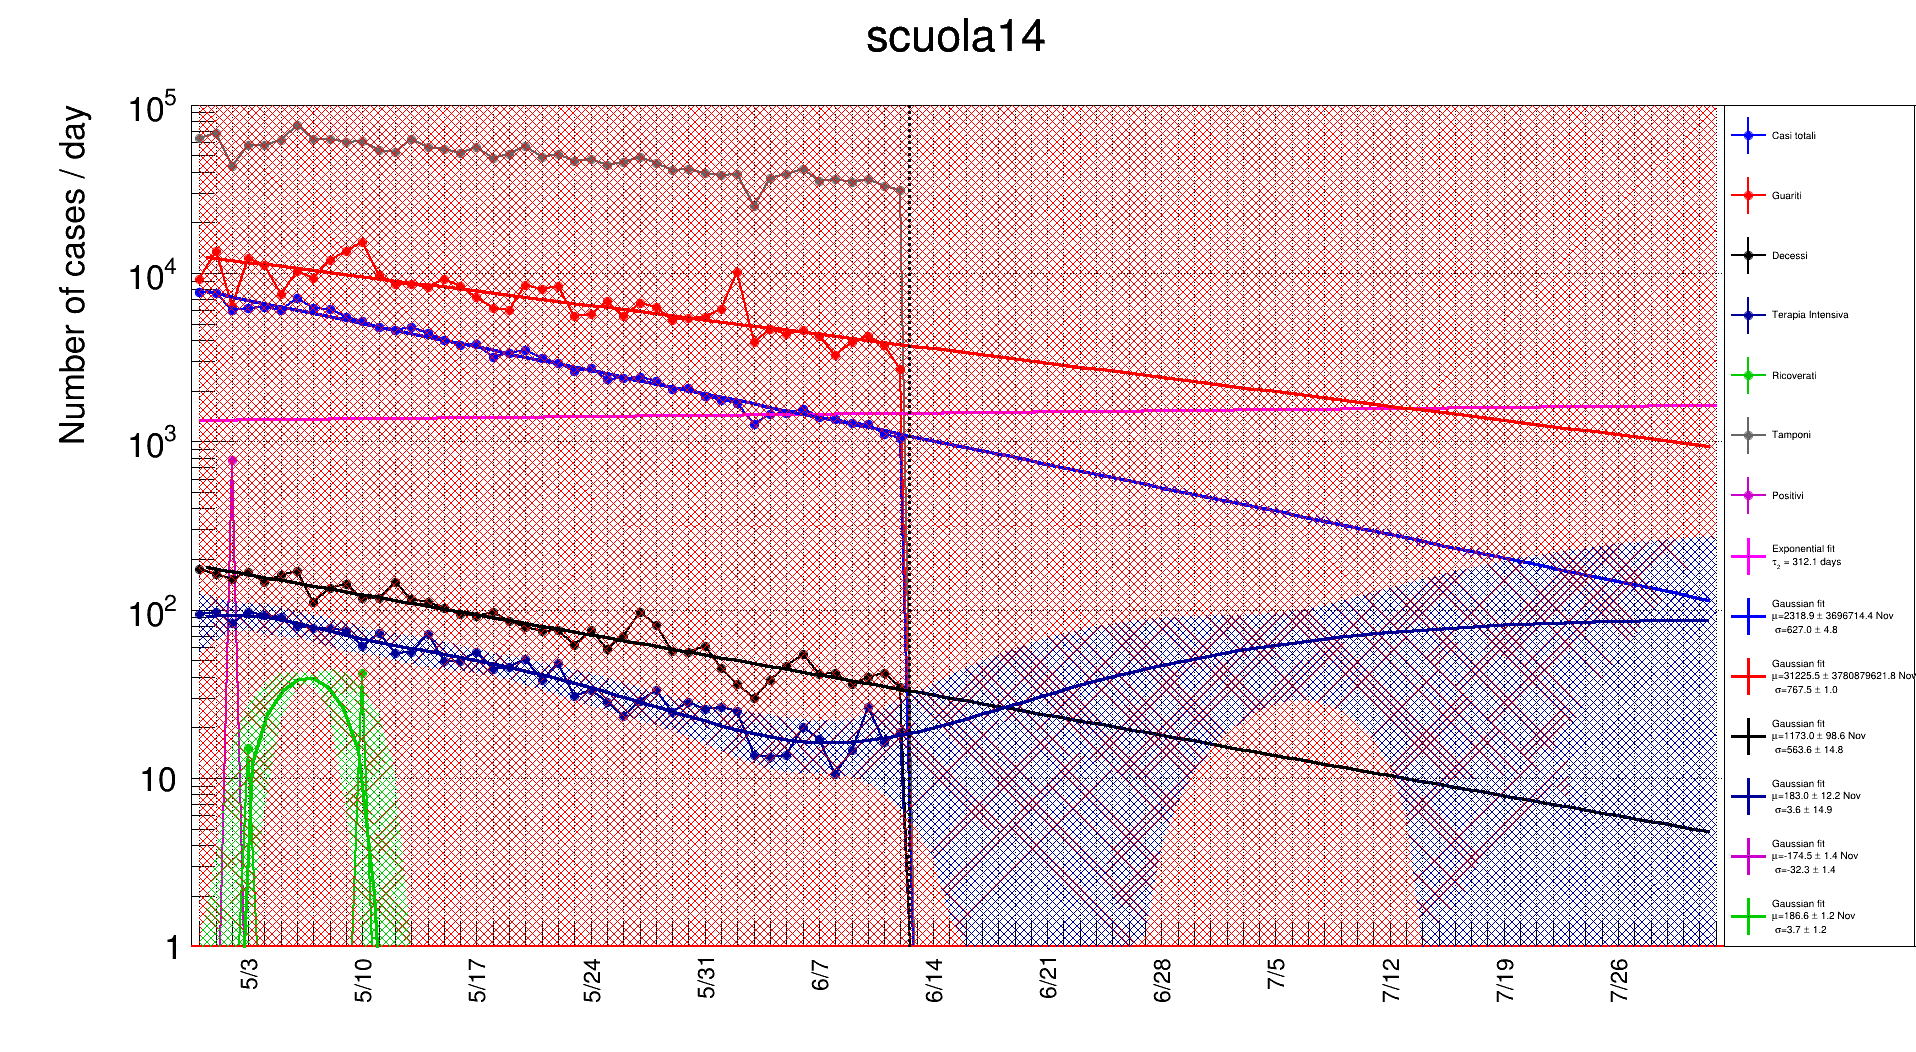 scuola14
Number of cases / day
10^5
10^4
10^3
10^2
10
1
5/3
5/10
5/17
5/24
5/31
6/7
6/14
6/21
6/28
7/5
7/12
7/19
7/26
Casi totali
Guariti
Decessi
Terapia Intensiva
Ricoverati
Tamponi
Positivi
Exponential fit
τ₂ = 312.1 days
Gaussian fit
μ=2318.9 ± 3696714.4 Nov
σ=627.0 ± 4.8
Gaussian fit
μ=31225.5 ± 3780879621.8 Nov
σ=767.5 ± 1.0
Gaussian fit
μ=1173.0 ± 98.6 Nov
σ=563.6 ± 14.8
Gaussian fit
μ=183.0 ± 12.2 Nov
σ=3.6 ± 14.9
Gaussian fit
μ=-174.5 ± 1.4 Nov
σ=-32.3 ± 1.4
Gaussian fit
μ=186.6 ± 1.2 Nov
σ=3.7 ± 1.2